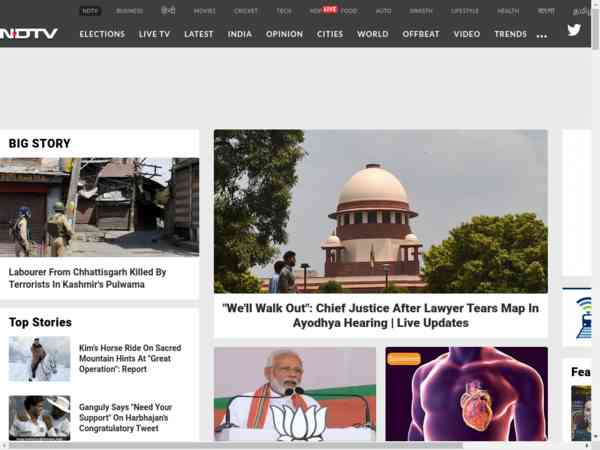 NDTV
BUSINESS
हिन्दी
MOVIES
CRICKET
TECH
LIVE
FOOD
AUTO
SWASTH
LIFESTYLE
HEALTH
বাংলা
NDTV
ELECTIONS
LIVE TV
LATEST
INDIA
OPINION
CITIES
WORLD
OFFBEAT
VIDEO
TRENDS
BIG STORY
Labourer From Chhattisgarh Killed By
Terrorists In Kashmir's Pulwama
"We'll Walk Out": Chief Justice After Lawyer Tears Map In
Ayodhya Hearing | Live Updates
Top Stories
Kim's Horse Ride On Sacred
Mountain Hints At "Great
Operation": Report
Ganguly Says "Need Your
Support" On Harbhajan's
Congratulatory Tweet
Sponsored
Fea